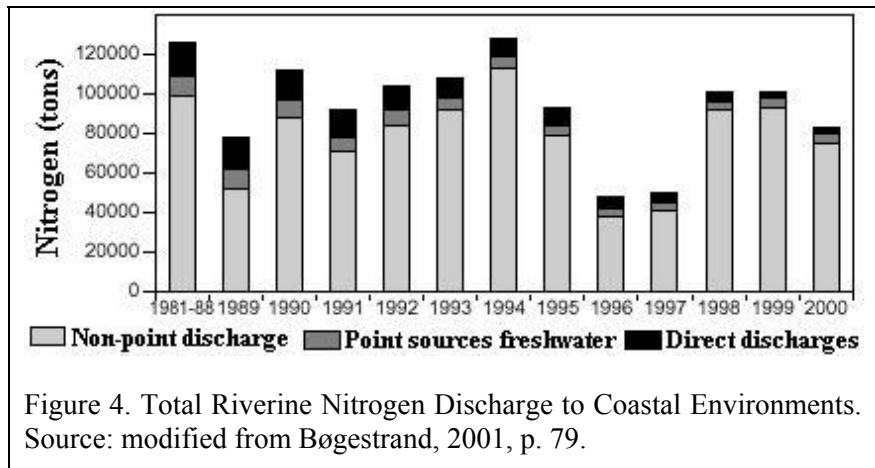 Nitrogen (tons)
120000
100000
80000
60000
40000
20000
0
1981-88 1989 1990 1991 1992 1993 1994 1995 1996 1997 1998 1999 2000
Non-point discharge Point sources freshwater Direct discharges
Figure 4. Total Riverine Nitrogen Discharge to Coastal Environments.
Source: modified from Bøgestrand, 2001, p. 79.